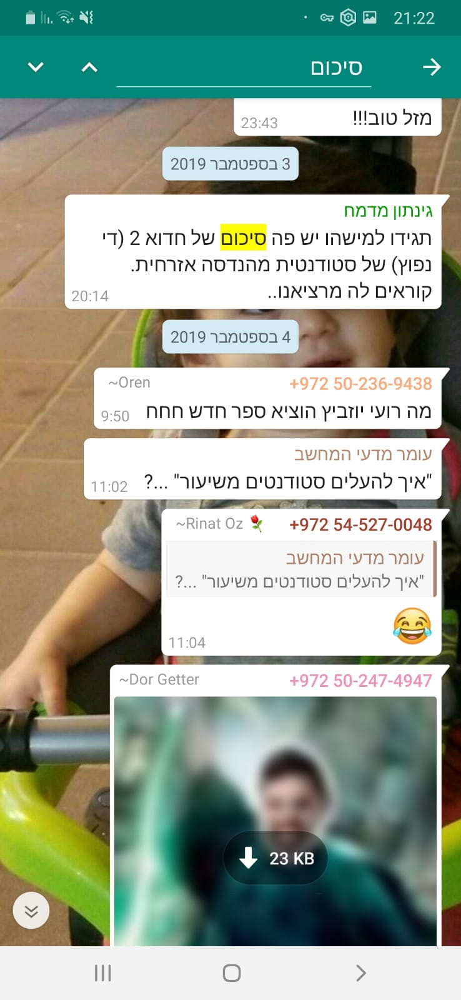 21:22
סיכום
מזל טוב!!!
23:43
3 בספטמבר 2019
גינתון מדמח
תגידו למישהו יש פה סיכום של חדוא 2 (די
נפוץ) של סטודנטית מהנדסה אזרחית.
קוראים לה מרציאנו..
20:14
4 בספטמבר 2019
+972 50-236-9438 ~Oren
מה רועי יוזביץ הוציא ספר חדש חחח
9:50
עומר מדעי המחשב
"איך להעלים סטודנטים משיעור" ...?
11:02
+972 54-527-0048 ~Rinat Oz 🌹
עומר מדעי המחשב
"איך להעלים סטודנטים משיעור" ...?
😂
11:04
+972 50-247-4947 ~Dor Getter
23 KB